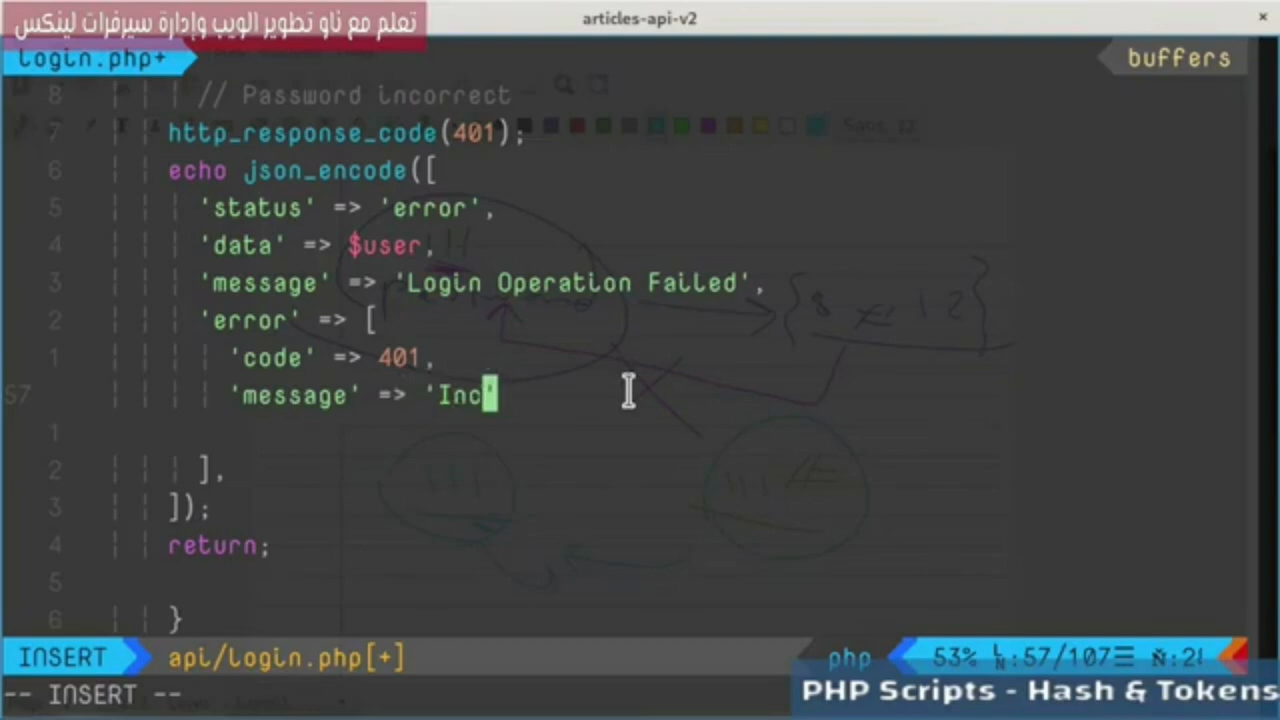 articles-api-v2
تعلم مع ناو تطوير الويب وإدارة سيرفرات لينكس
login.php+ buffers
8 // Password incorrect
7 http_response_code(401);
6 echo json_encode([
5 'status' => 'error',
4 'data' => $user,
3 'message' => 'Login Operation Failed',
2 'error' => [
1 'code' => 401,
57 'message' => 'Inc'
1
2 ],
3 ]);
4 return;
5
6 }
INSERT api/login.php[+] php 53% LN:57/107☰
-- INSERT --
PHP Scripts - Hash & Tokens